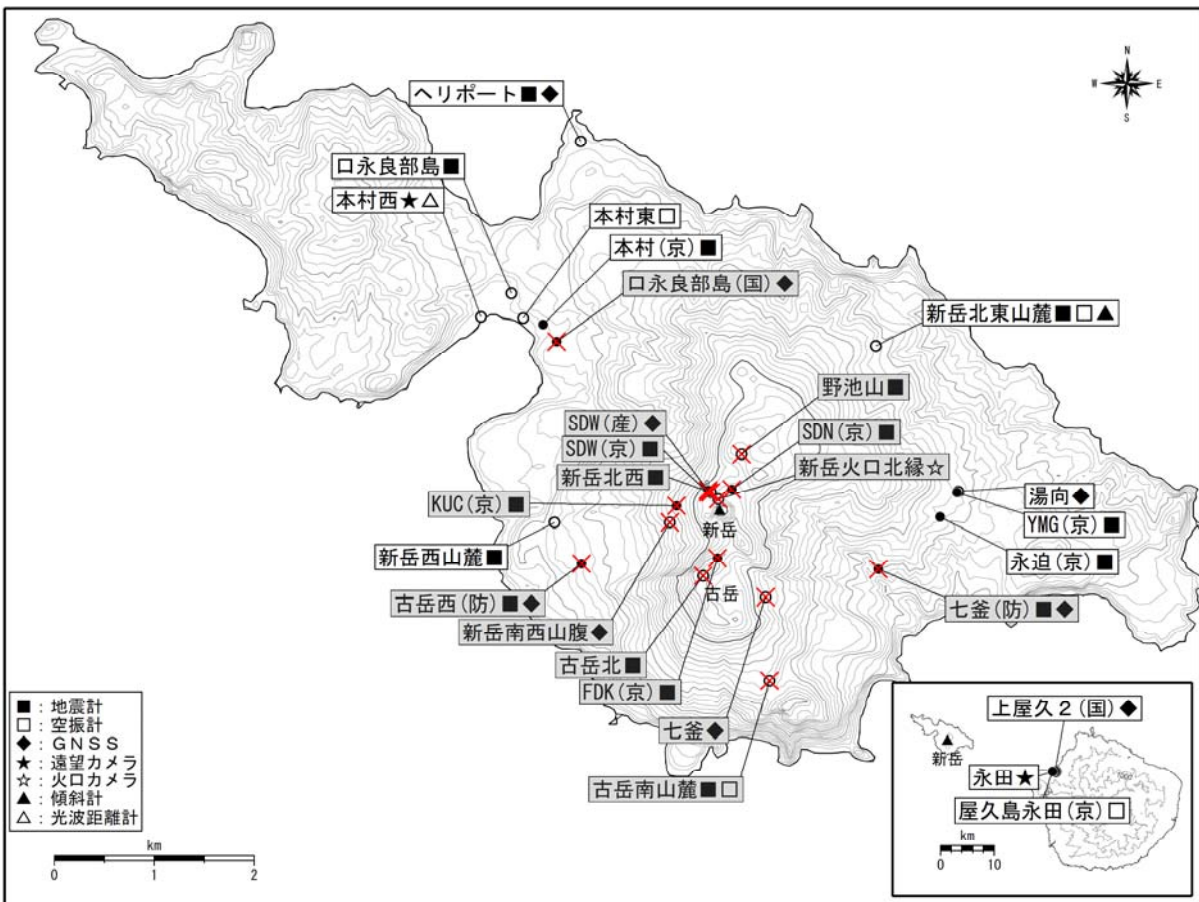 N
W E
S
ヘリポート■◆
口永良部島■
本村西★△
本村東□
本村(京)■
口永良部島(国)◆
新岳北東山麓■□▲
野池山■
SDW(産)◆
SDN(京)■
SDW(京)■
新岳火口北縁☆
新岳北西■
KUC(京)■
湯向◆
新岳
YMG(京)■
新岳西山麓■
永迫(京)■
古岳
古岳西(防)■◆
七釜(防)■◆
新岳南西山腹◆
古岳北■
FDK(京)■
七釜◆
古岳南山麓■□
■：地震計
□：空振計
◆：ＧＮＳＳ
★：遠望カメラ
☆：火口カメラ
▲：傾斜計
△：光波距離計
km
0 1 2
上屋久２(国)◆
新岳
永田★
屋久島永田(京)□
km
0 10